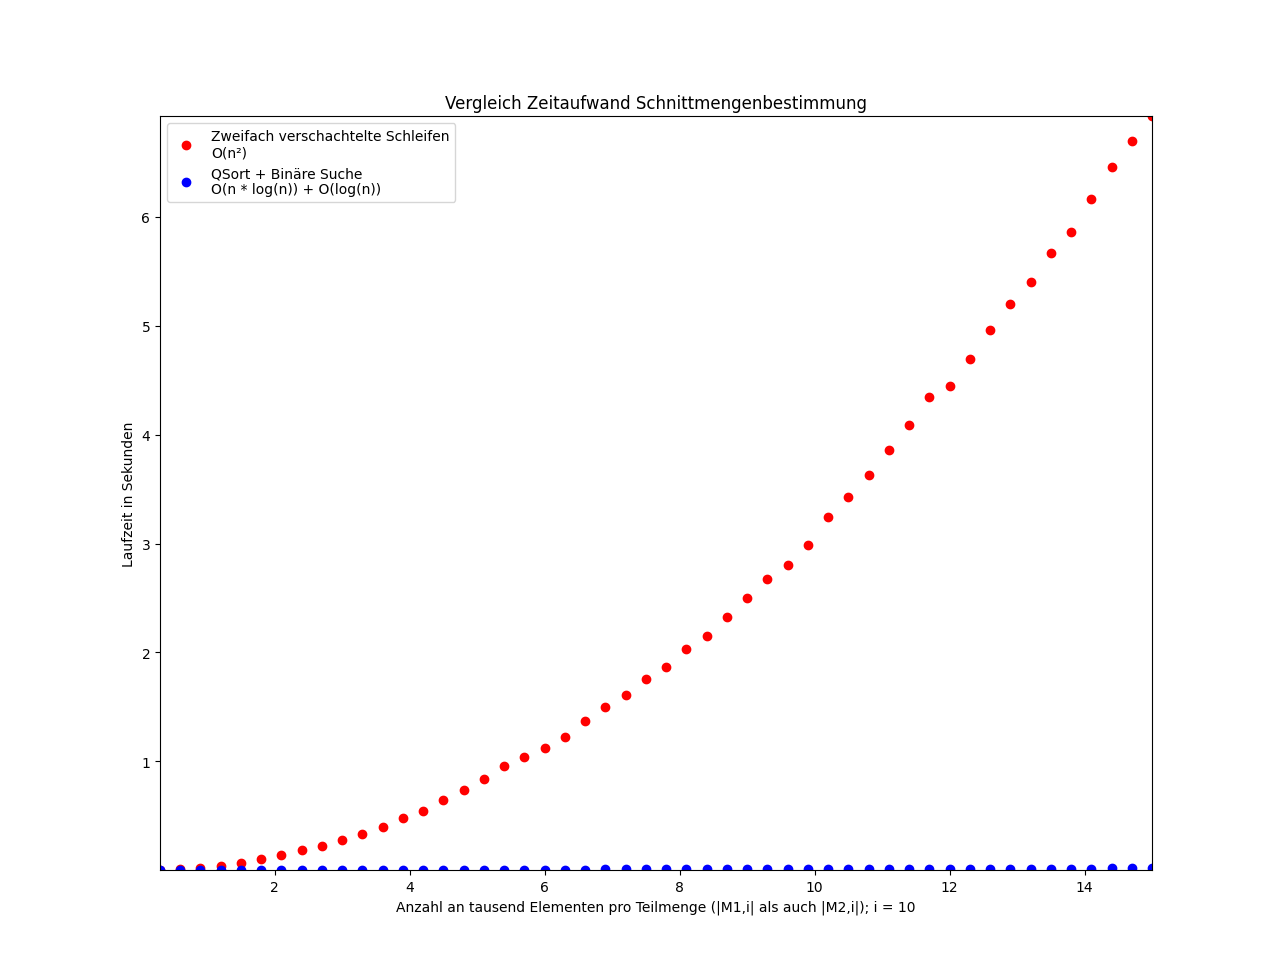 Vergleich Zeitaufwand Schnittmengenbestimmung
Zweifach verschachtelte Schleifen
O(n²)
QSort + Binäre Suche
O(n * log(n)) + O(log(n))
Laufzeit in Sekunden
6
5
4
3
2
1
2
4
6
8
10
12
14
Anzahl an tausend Elementen pro Teilmenge (|M1,i| als auch |M2,i|); i = 10